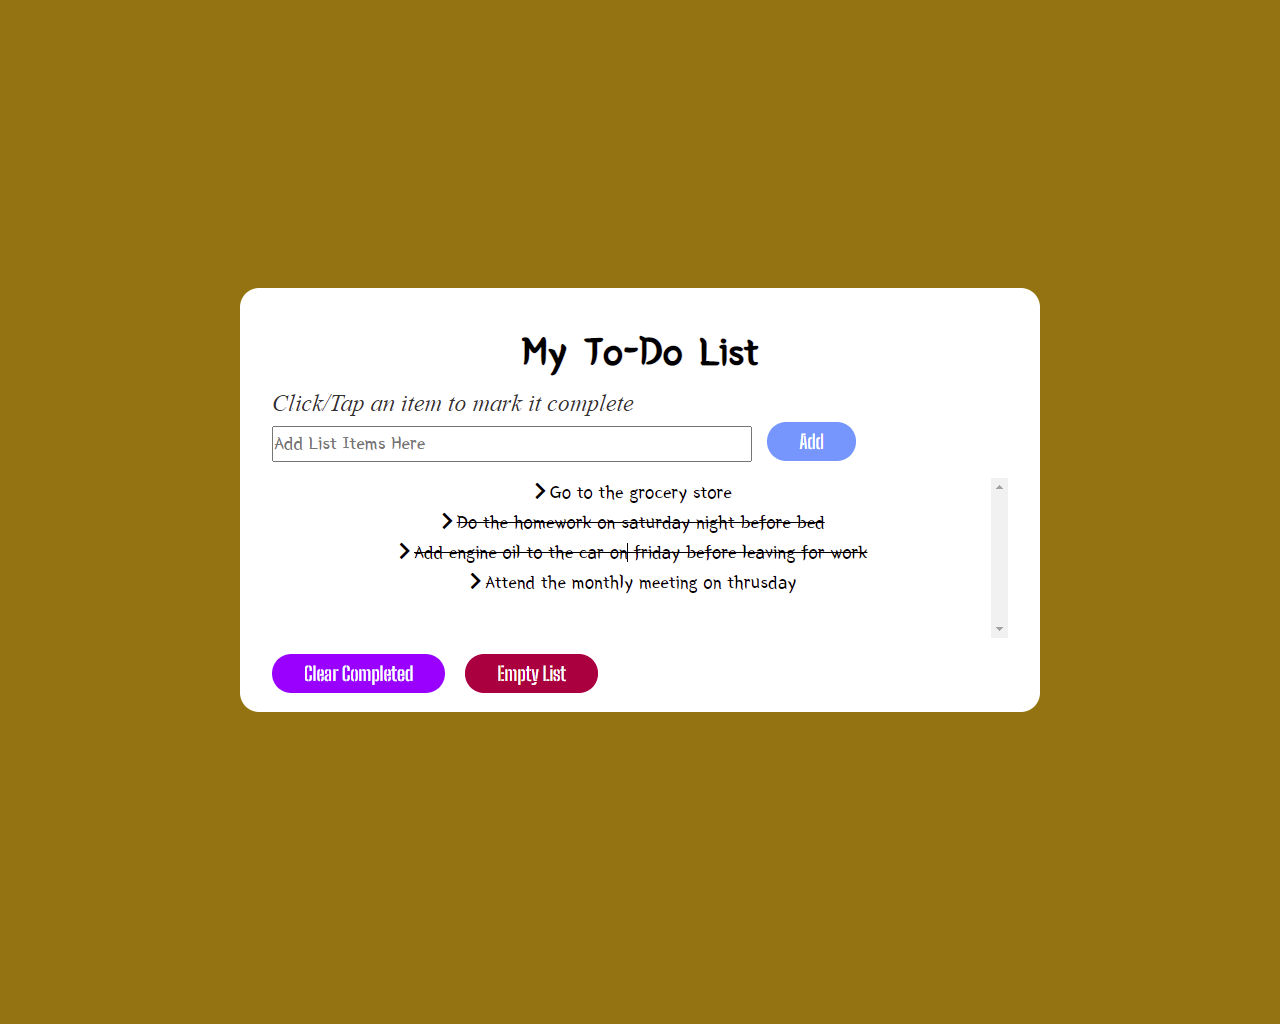 My To-Do List
Click/Tap an item to mark it complete
Add List Items Here
Add
Go to the grocery store
Do the homework on saturday night before bed
Add engine oil to the car on friday before leaving for work
Attend the monthly meeting on thrusday
Clear Completed
Empty List